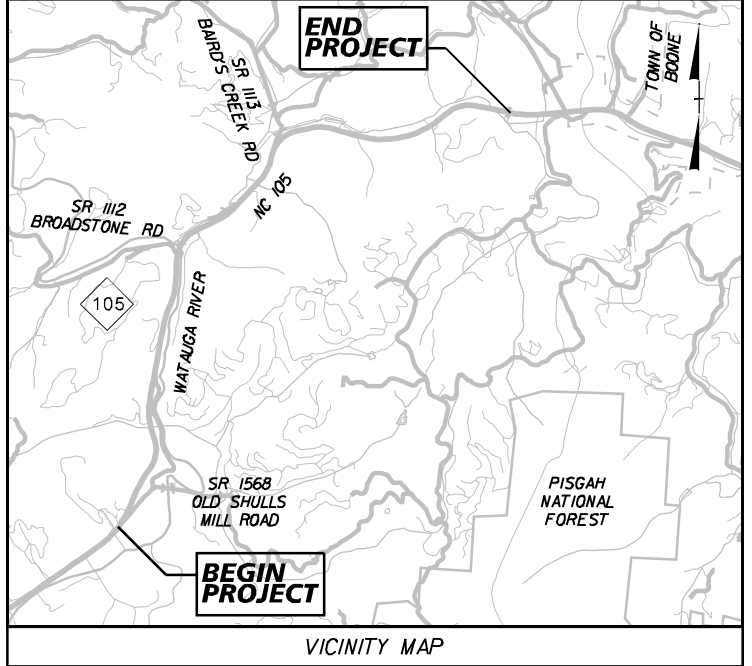 END
PROJECT
TOWN OF
BOONE
SR 1113
BAIRD'S CREEK RD
NC 105
SR 1112
BROADSTONE RD
105
WATAUGA RIVER
SR 1568
OLD SHULLS
MILL ROAD
PISGAH
NATIONAL
FOREST
BEGIN
PROJECT
VICINITY MAP